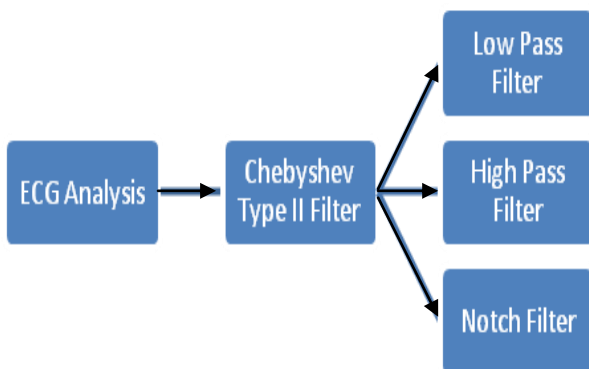 ECG Analysis
Chebyshev
Type II Filter
Low Pass
Filter
High Pass
Filter
Notch Filter